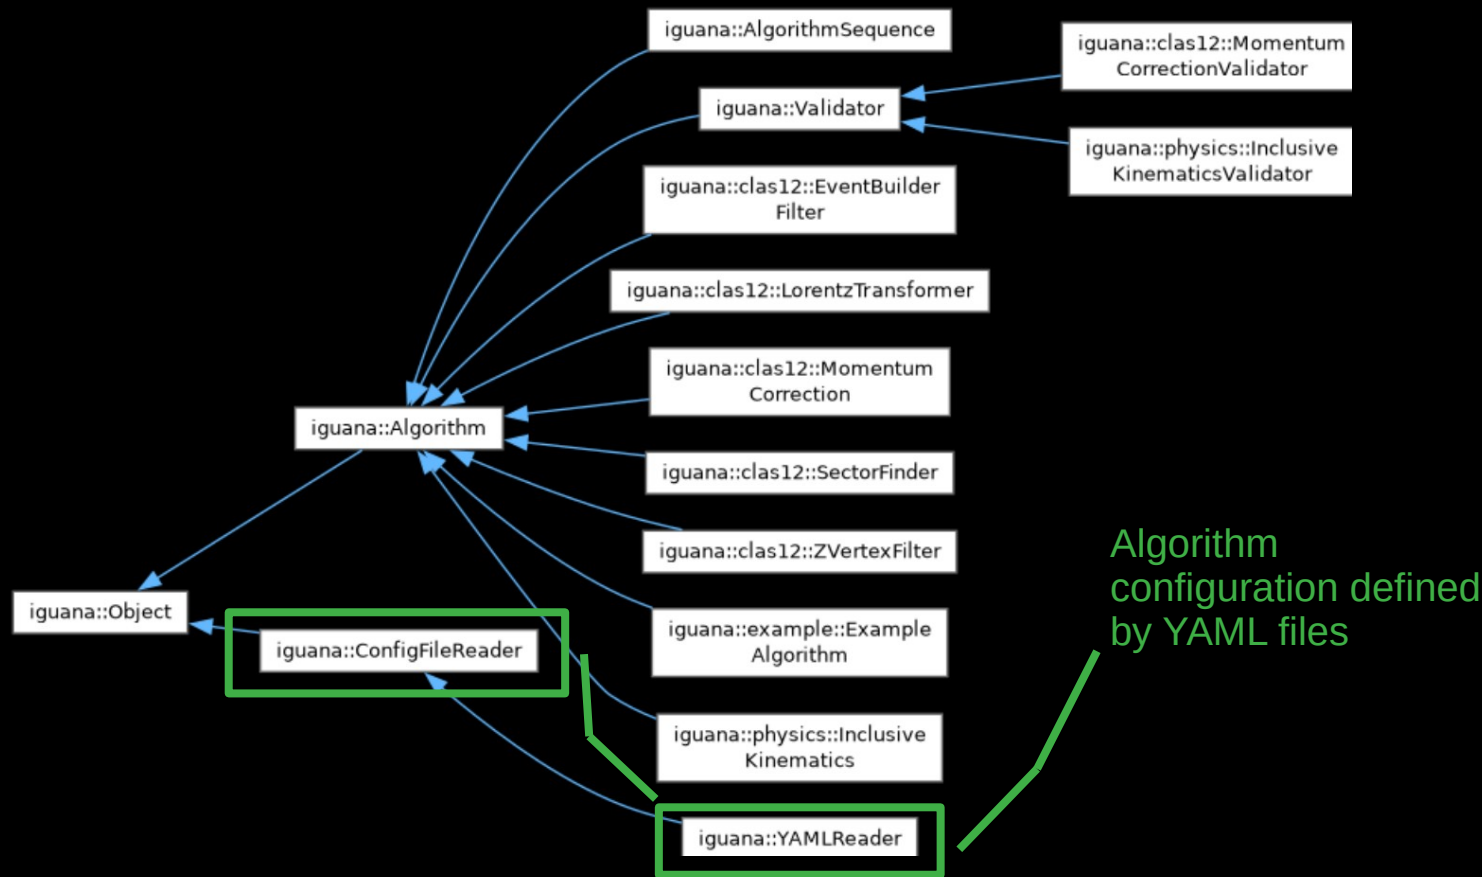 iguana::AlgorithmSequence
iguana::clas12::Momentum
CorrectionValidator
iguana::Validator
iguana::physics::Inclusive
KinematicsValidator
iguana::clas12::EventBuilder
Filter
iguana::clas12::LorentzTransformer
iguana::clas12::Momentum
Correction
iguana::Algorithm
iguana::clas12::SectorFinder
iguana::clas12::ZVertexFilter
Algorithm
configuration defined
by YAML files
iguana::Object
iguana::ConfigFileReader
iguana::example::Example
Algorithm
iguana::physics::Inclusive
Kinematics
iguana::YAMLReader